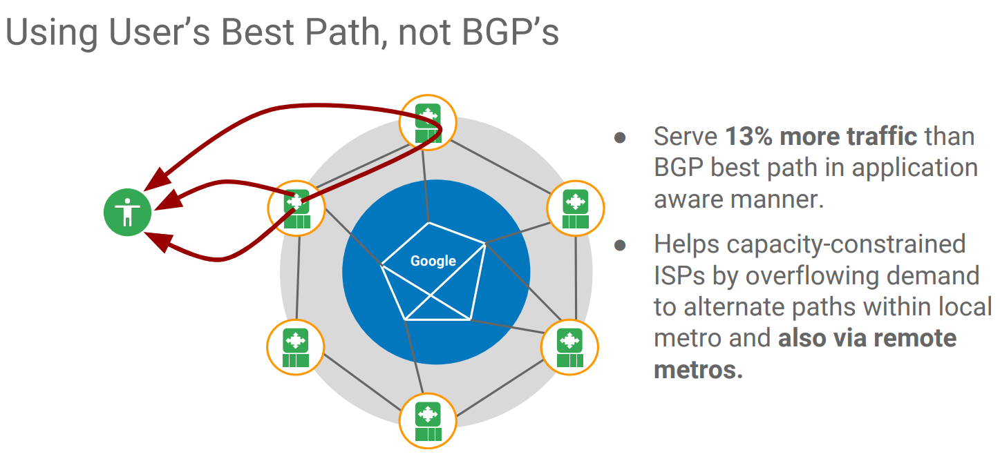 Using User's Best Path, not BGP's
Google
● Serve 13% more traffic than
BGP best path in application
aware manner.
● Helps capacity-constrained
ISPs by overflowing demand
to alternate paths within local
metro and also via remote
metros.